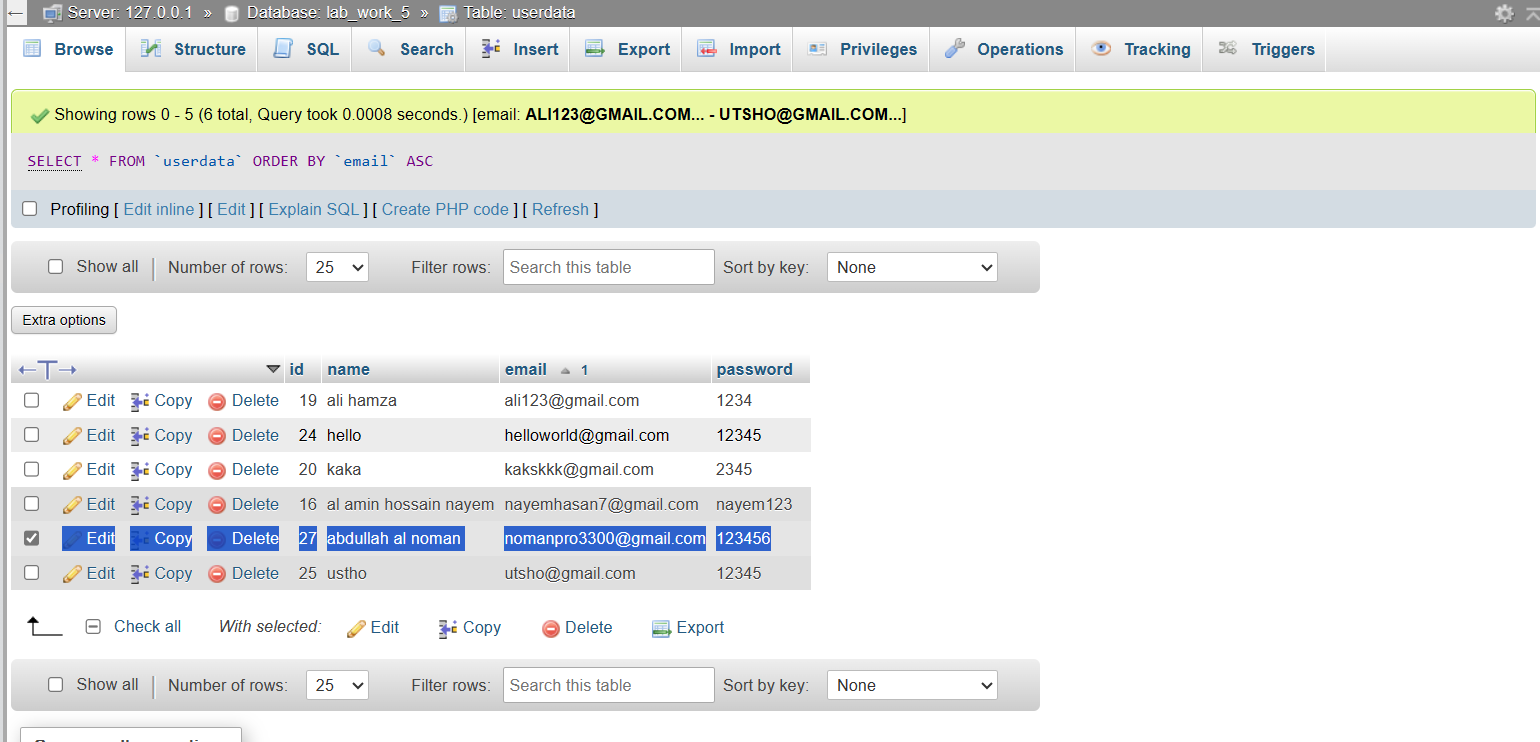 Server: 127.0.0.1 » Database: lab_work_5 » Table: userdata
Browse Structure SQL Search Insert Export Import Privileges Operations Tracking Triggers
Showing rows 0 - 5 (6 total, Query took 0.0008 seconds.) [email: ALI123@GMAIL.COM... - UTSHO@GMAIL.COM...]
SELECT * FROM `userdata` ORDER BY `email` ASC
Profiling [ Edit inline ] [ Edit ] [ Explain SQL ] [ Create PHP code ] [ Refresh ]
Show all Number of rows: 25 Filter rows: Search this table Sort by key: None
Extra options
id name email 1 password
Edit Copy Delete 19 ali hamza ali123@gmail.com 1234
Edit Copy Delete 24 hello helloworld@gmail.com 12345
Edit Copy Delete 20 kaka kakskkk@gmail.com 2345
Edit Copy Delete 16 al amin hossain nayem nayemhasan7@gmail.com nayem123
Edit Copy Delete 27 abdullah al noman nomanpro3300@gmail.com 123456
Edit Copy Delete 25 ustho utsho@gmail.com 12345
Check all With selected: Edit Copy Delete Export
Show all Number of rows: 25 Filter rows: Search this table Sort by key: None